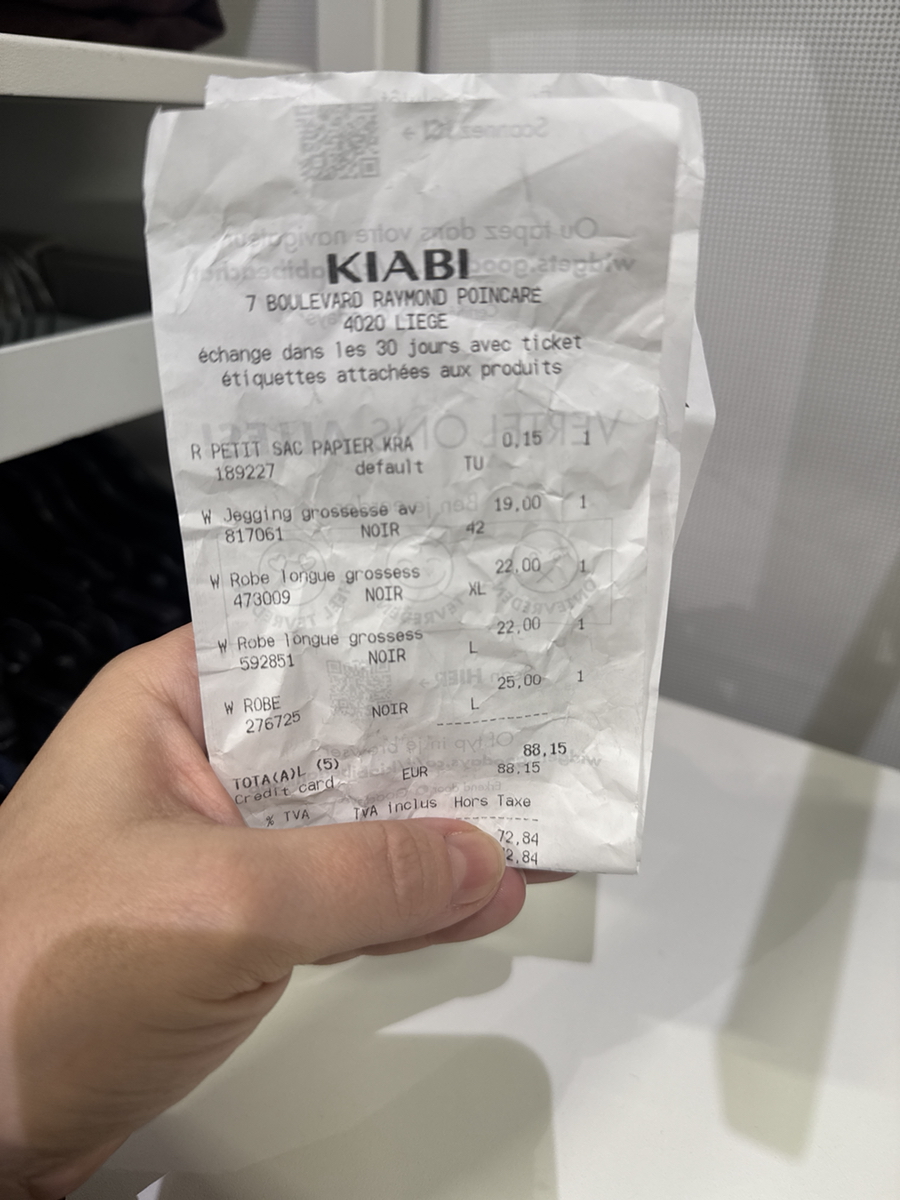 KIABI
7 BOULEVARD RAYMOND POINCARE
4020 LIEGE
échange dans les 30 jours avec ticket
étiquettes attachées aux produits
R PETIT SAC PAPIER KRA 0,15 1
189227 default TU
W Jegging grossesse av 19,00 1
817061 NOIR 42
W Robe longue grossess 22,00 1
473009 NOIR XL
W Robe longue grossess 22,00 1
592851 NOIR L
W ROBE 25,00 1
276725 NOIR L
TOTA(A)L (5) 88,15
Credit card EUR 88,15
% TVA TVA inclus Hors Taxe
72,84
2,84